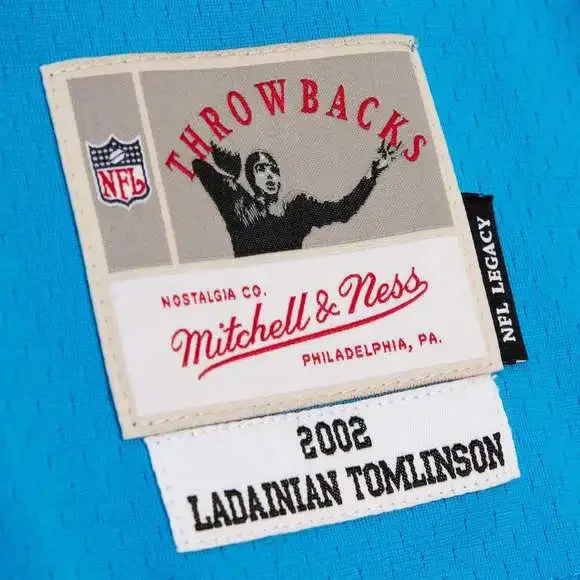 THROWBACKS
NFL
NOSTALGIA CO.
Mitchell & Ness
PHILADELPHIA, PA.
NFL LEGACY
2002
LADAINIAN TOMLINSON